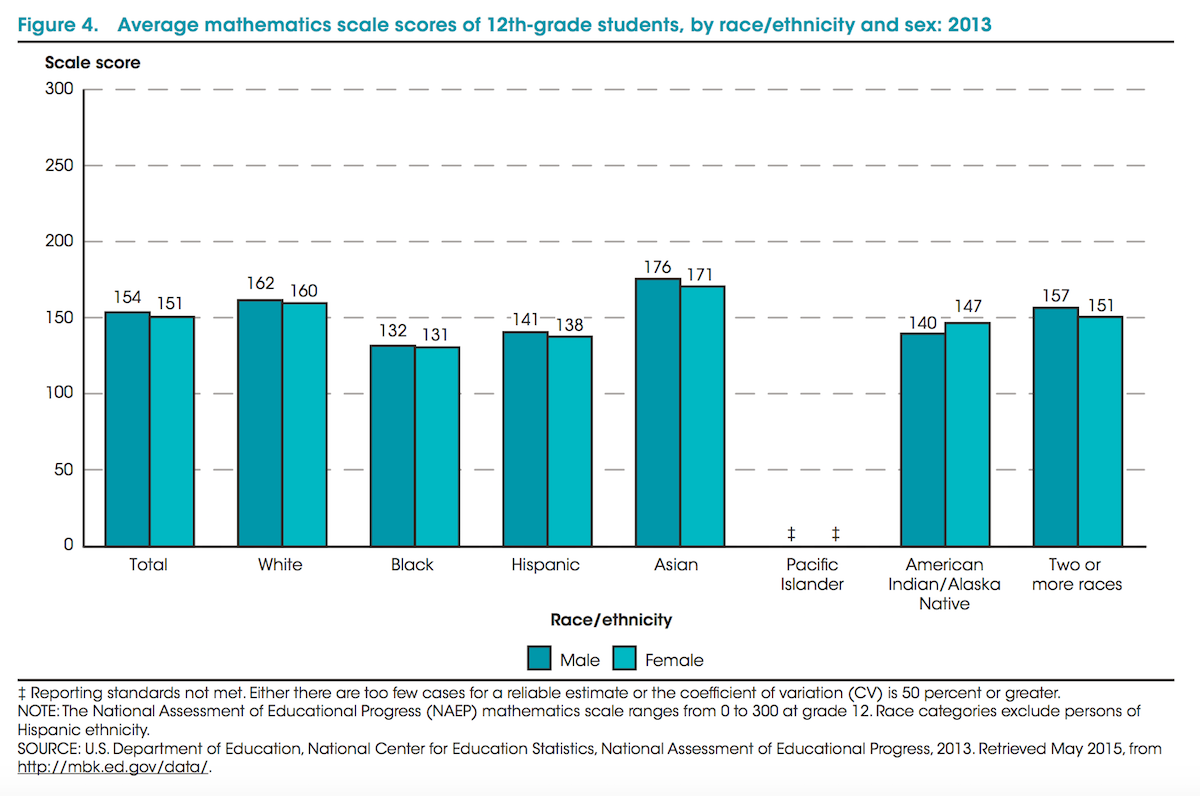 Figure 4. Average mathematics scale scores of 12th-grade students, by race/ethnicity and sex: 2013
Scale score
300
250
200
150
100
50
0
154 151
162 160
132 131
141 138
176 171
‡ ‡
140 147
157 151
Total
White
Black
Hispanic
Asian
Pacific
Islander
American
Indian/Alaska
Native
Two or
more races
Race/ethnicity
Male Female
‡ Reporting standards not met. Either there are too few cases for a reliable estimate or the coefficient of variation (CV) is 50 percent or greater.
NOTE: The National Assessment of Educational Progress (NAEP) mathematics scale ranges from 0 to 300 at grade 12. Race categories exclude persons of
Hispanic ethnicity.
SOURCE: U.S. Department of Education, National Center for Education Statistics, National Assessment of Educational Progress, 2013. Retrieved May 2015, from
http://mbk.ed.gov/data/.